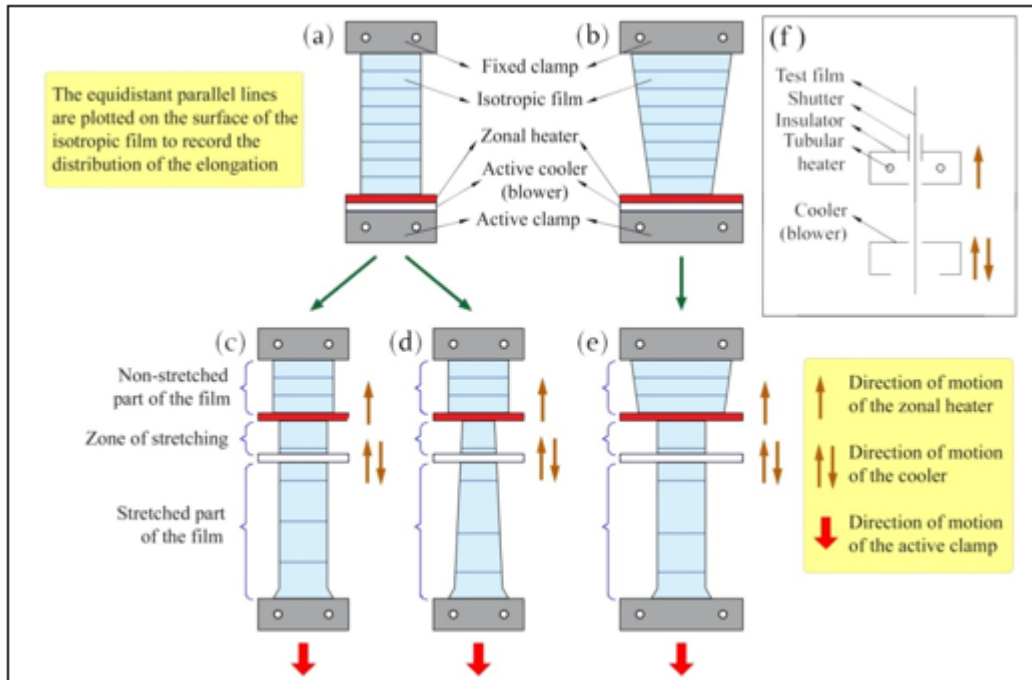 (a)
(b)
(f)
The equidistant parallel lines
are plotted on the surface of the
isotropic film to record the
distribution of the elongation
Fixed clamp
Isotropic film
Zonal heater
Active cooler
(blower)
Active clamp
Test film
Shutter
Insulator
Tubular
heater
Cooler
(blower)
(c)
(d)
(e)
Non-stretched
part of the film
Zone of stretching
Stretched part
of the film
Direction of motion
of the zonal heater
Direction of motion
of the cooler
Direction of motion
of the active clamp